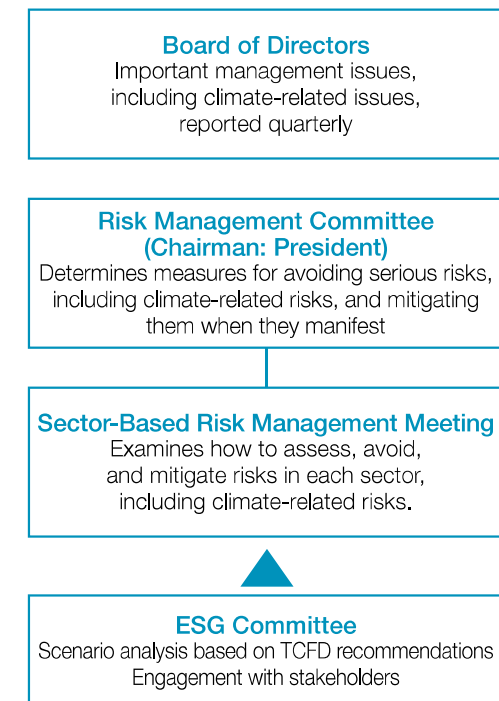 Board of Directors
Important management issues,
including climate-related issues,
reported quarterly
Risk Management Committee
(Chairman: President)
Determines measures for avoiding serious risks,
including climate-related risks, and mitigating
them when they manifest
Sector-Based Risk Management Meeting
Examines how to assess, avoid,
and mitigate risks in each sector,
including climate-related risks.
ESG Committee
Scenario analysis based on TCFD recommendations
Engagement with stakeholders